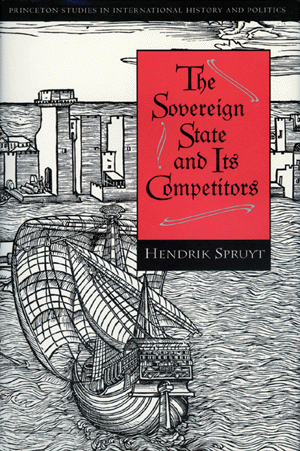 PRINCETON STUDIES IN INTERNATIONAL HISTORY AND POLITICS
The
Sovereign
State
and Its
Competitors
HENDRIK SPRUYT